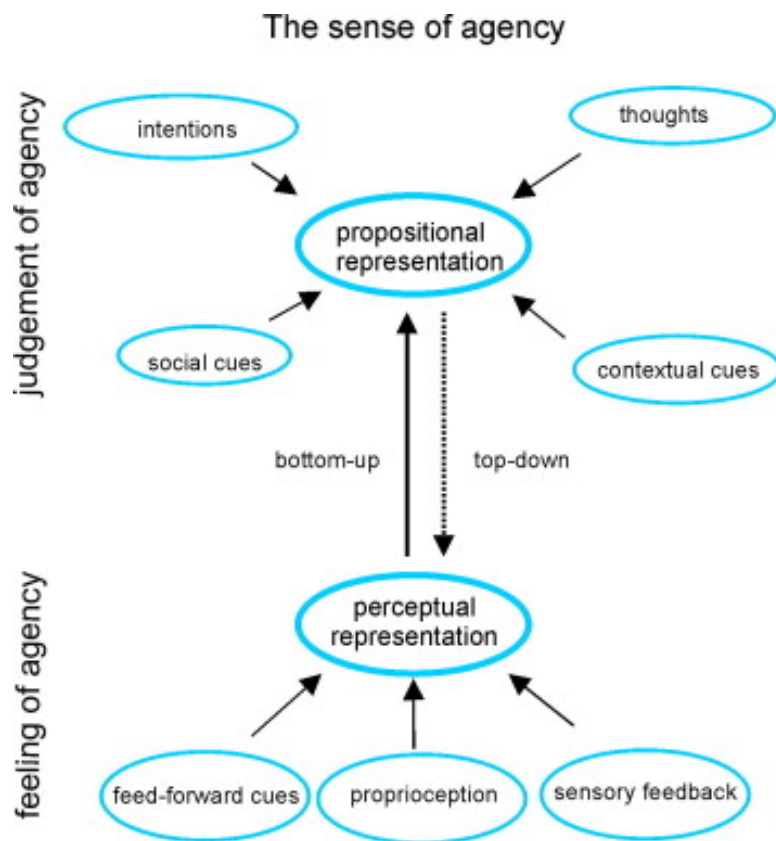 The sense of agency
judgement of agency
intentions
thoughts
propositional
representation
social cues
contextual cues
bottom-up
top-down
feeling of agency
perceptual
representation
feed-forward cues
proprioception
sensory feedback